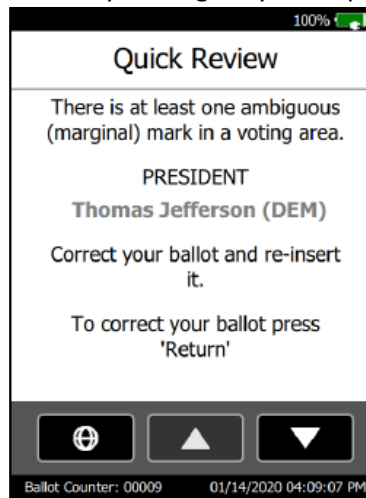 100%
Quick Review
There is at least one ambiguous
(marginal) mark in a voting area.
PRESIDENT
Thomas Jefferson (DEM)
Correct your ballot and re-insert
it.
To correct your ballot press
'Return'
Ballot Counter: 00009 01/14/2020 04:09:07 PM